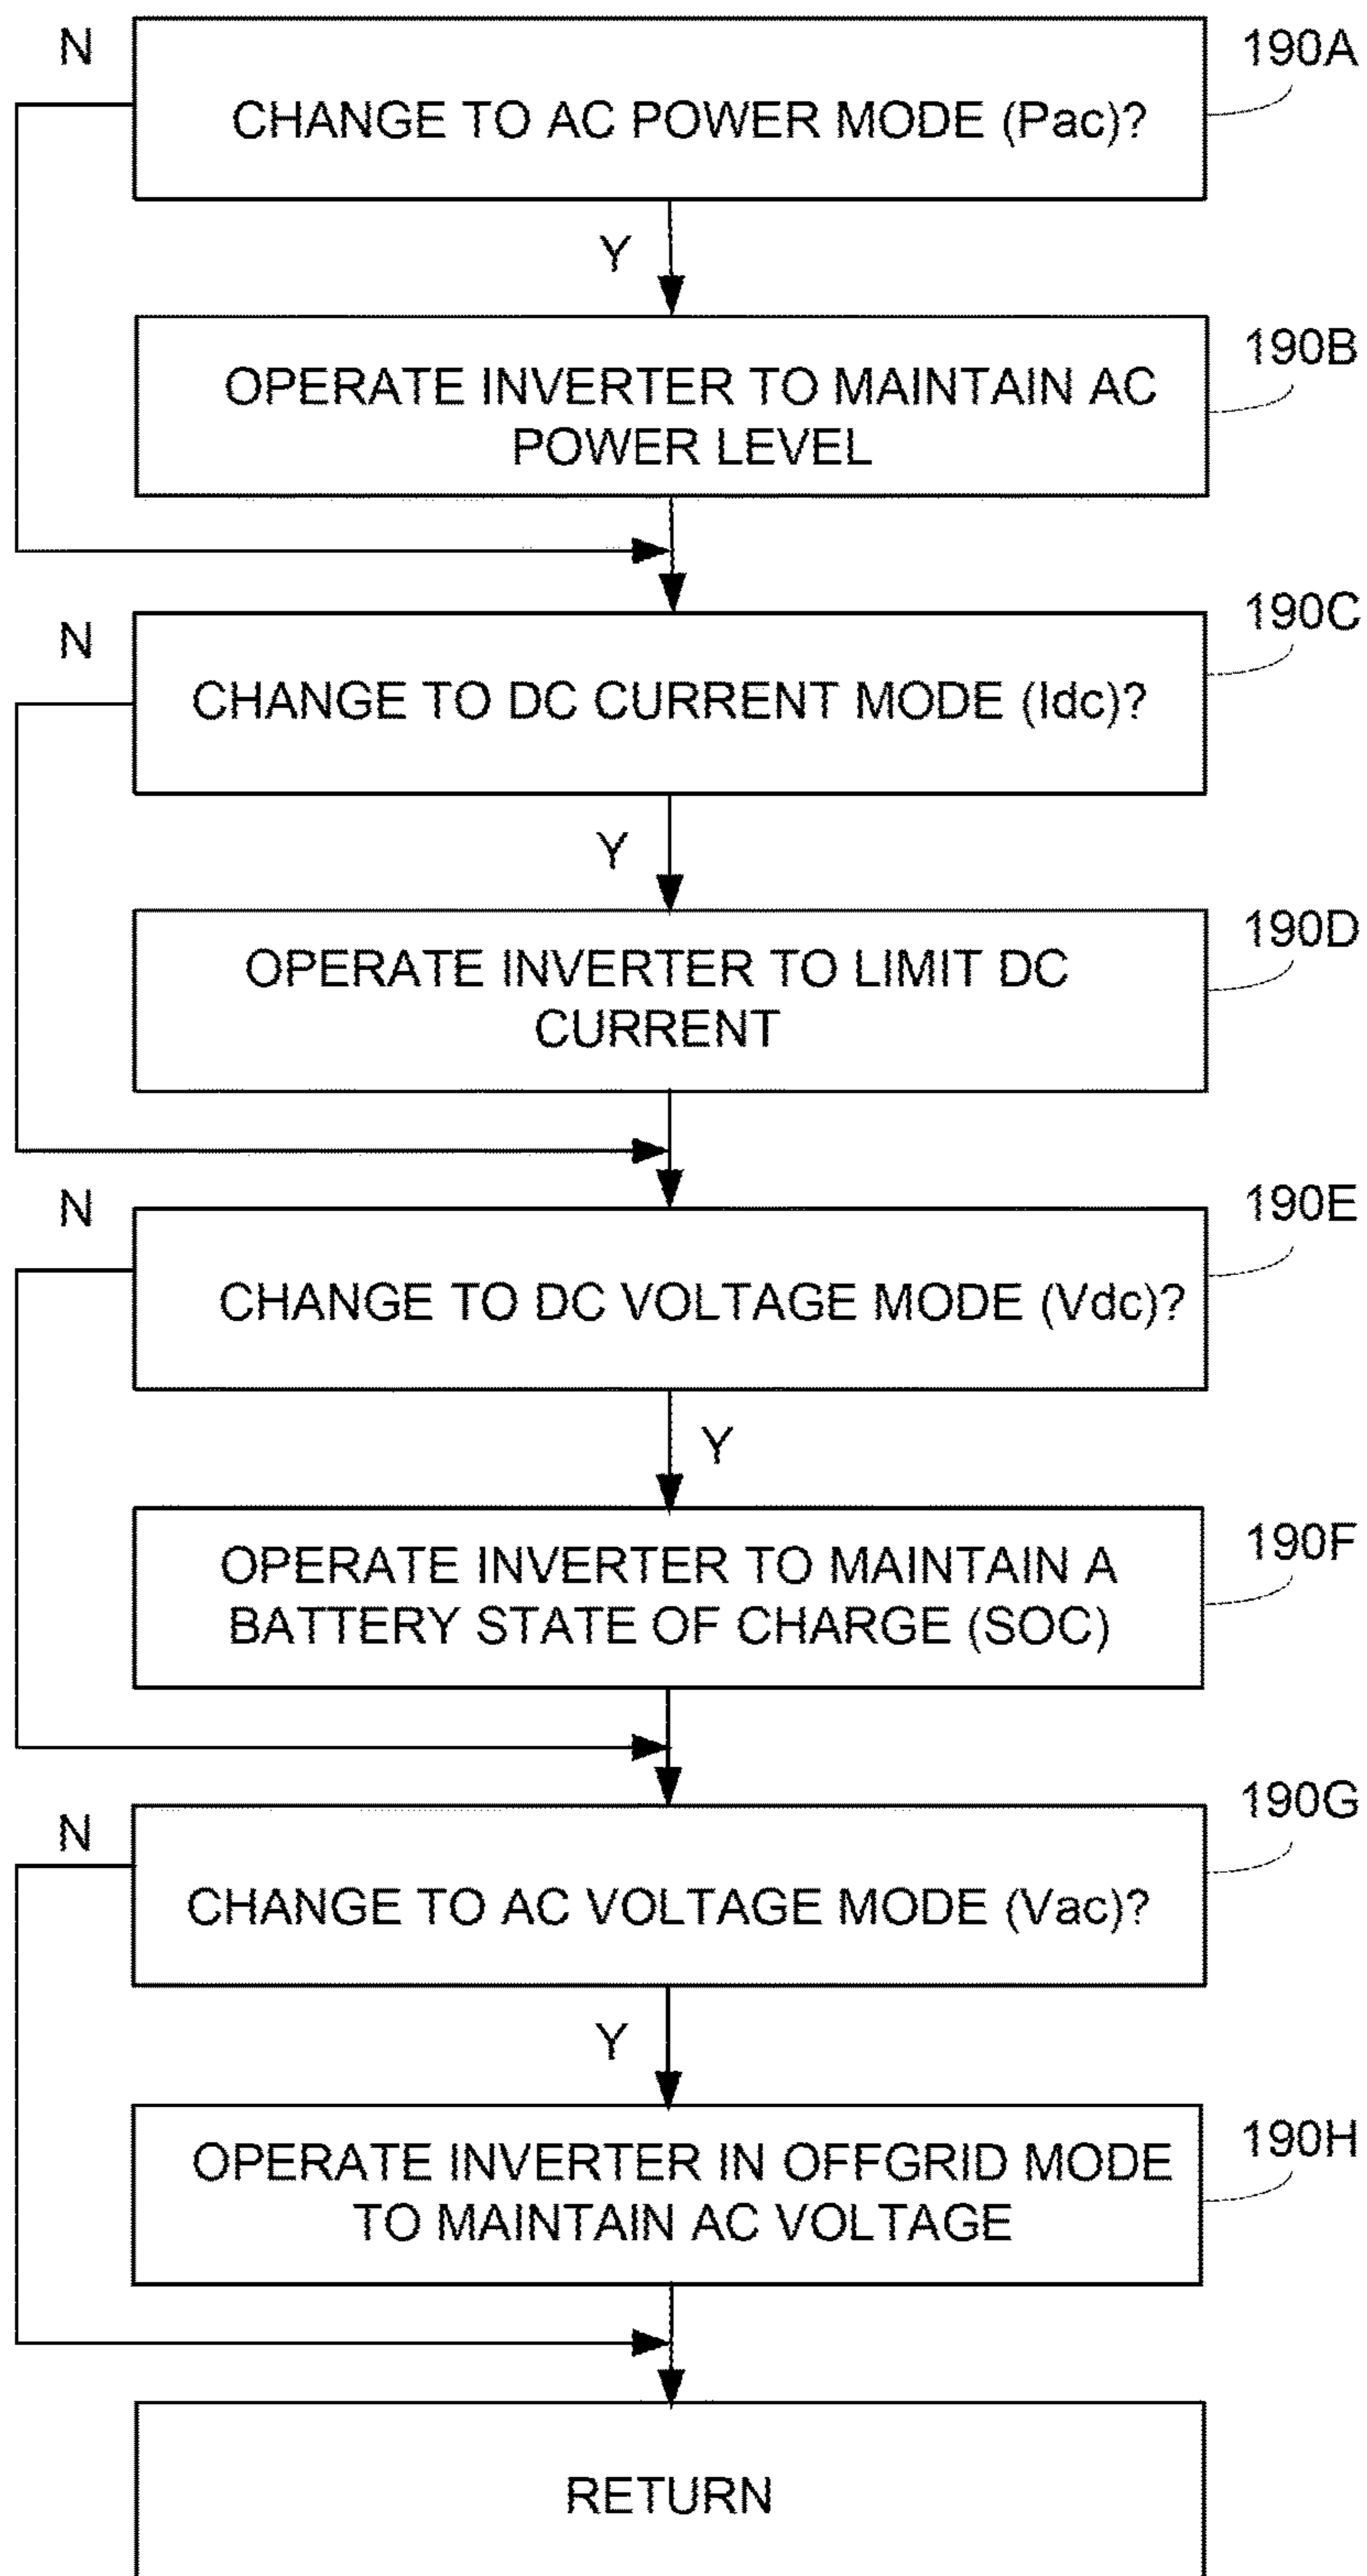 N
190A
CHANGE TO AC POWER MODE (Pac)?
Y
190B
OPERATE INVERTER TO MAINTAIN AC
POWER LEVEL
N
190C
CHANGE TO DC CURRENT MODE (Idc)?
Y
190D
OPERATE INVERTER TO LIMIT DC
CURRENT
N
190E
CHANGE TO DC VOLTAGE MODE (Vdc)?
Y
190F
OPERATE INVERTER TO MAINTAIN A
BATTERY STATE OF CHARGE (SOC)
N
190G
CHANGE TO AC VOLTAGE MODE (Vac)?
Y
190H
OPERATE INVERTER IN OFFGRID MODE
TO MAINTAIN AC VOLTAGE
RETURN